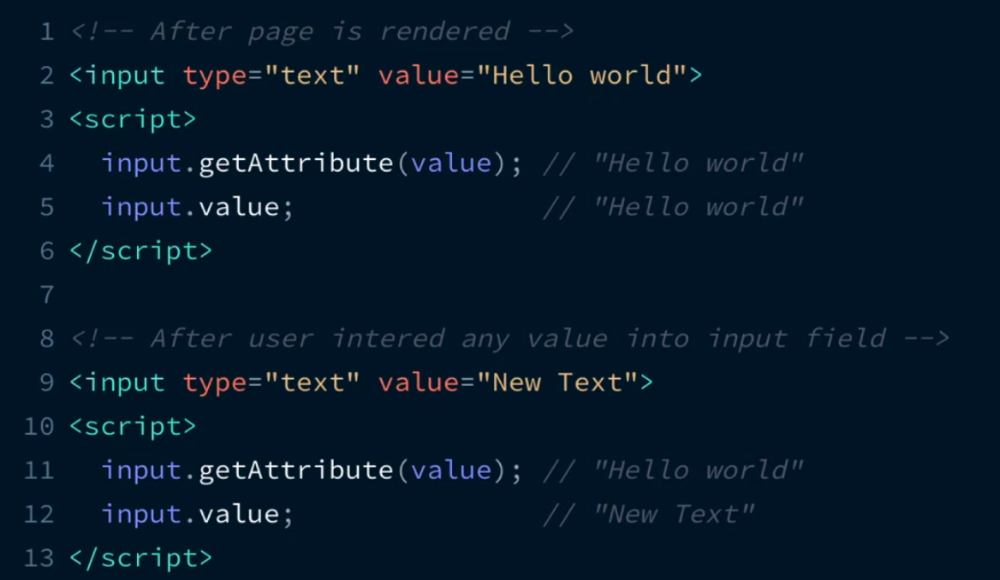 1 <!-- After page is rendered -->
2 <input type="text" value="Hello world">
3 <script>
4   input.getAttribute(value); // "Hello world"
5   input.value;               // "Hello world"
6 </script>
7
8 <!-- After user intered any value into input field -->
9 <input type="text" value="New Text">
10 <script>
11   input.getAttribute(value); // "Hello world"
12   input.value;               // "New Text"
13 </script>